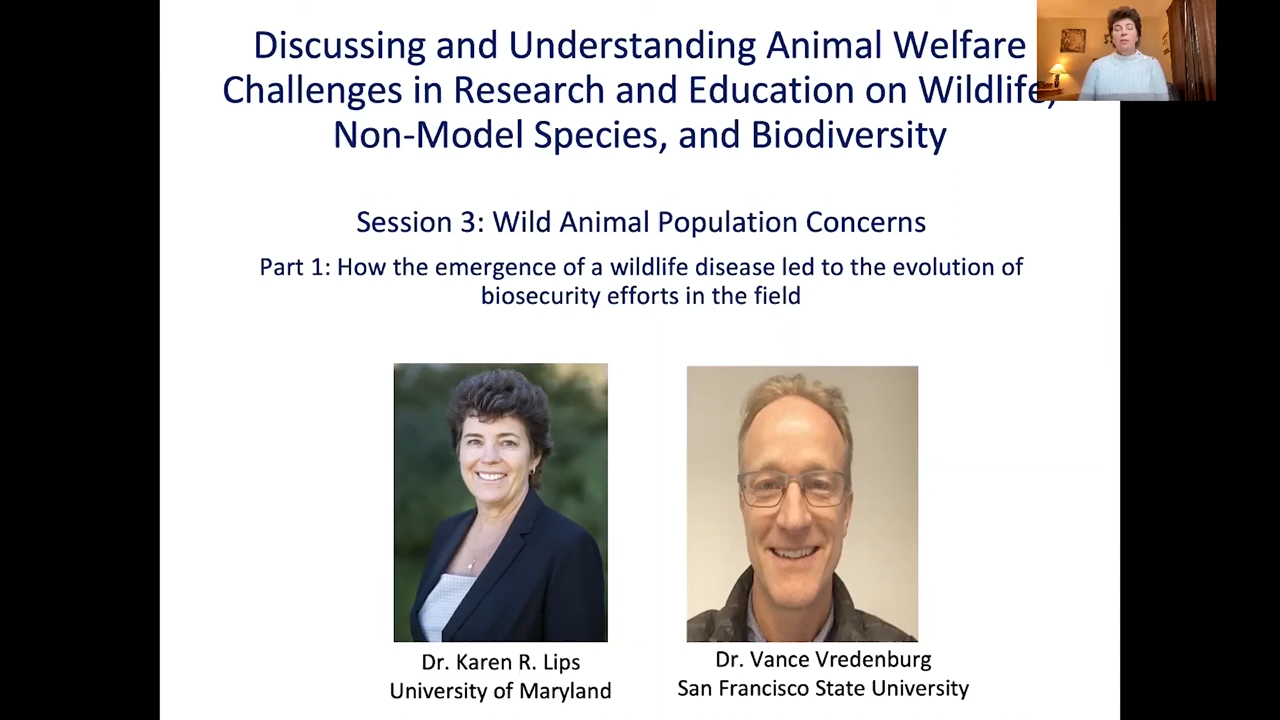 Discussing and Understanding Animal Welfare
Challenges in Research and Education on Wildlife,
Non-Model Species, and Biodiversity
Session 3: Wild Animal Population Concerns
Part 1: How the emergence of a wildlife disease led to the evolution of
biosecurity efforts in the field
Dr. Karen R. Lips
University of Maryland
Dr. Vance Vredenburg
San Francisco State University